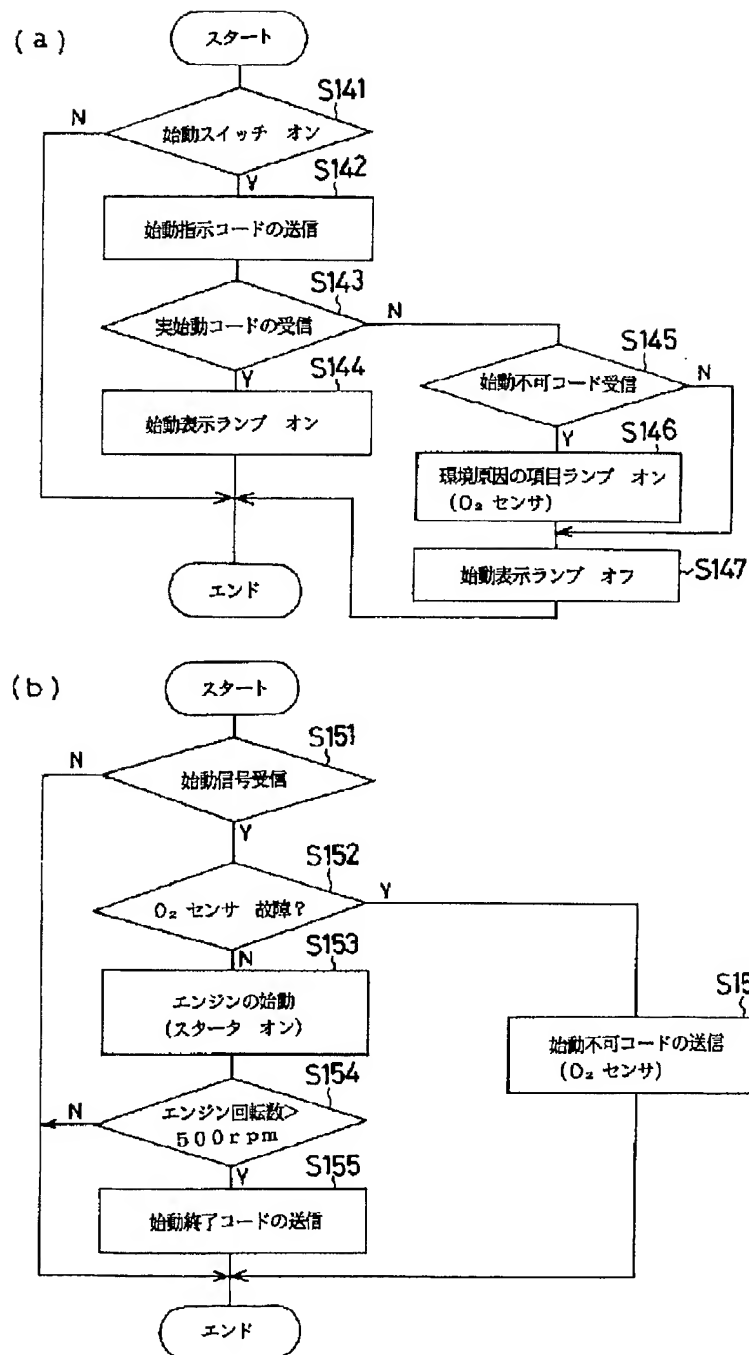 (a)
スタート
S141
N
始動スイッチ オン
Y
S142
始動指示コードの送信
S143
N
実始動コードの受信
Y
S144
始動表示ランプ オン
S145
N
始動不可コード受信
Y
S146
環境原因の項目ランプ オン
(O₂ センサ)
始動表示ランプ オフ
S147
エンド
(b)
スタート
S151
N
始動信号受信
Y
S152
Y
O₂ センサ 故障?
N
S153
エンジンの始動
(スタータ オン)
S15
始動不可コードの送信
(O₂ センサ)
S154
N
エンジン回転数>
500rpm
Y
S155
始動終了コードの送信
エンド